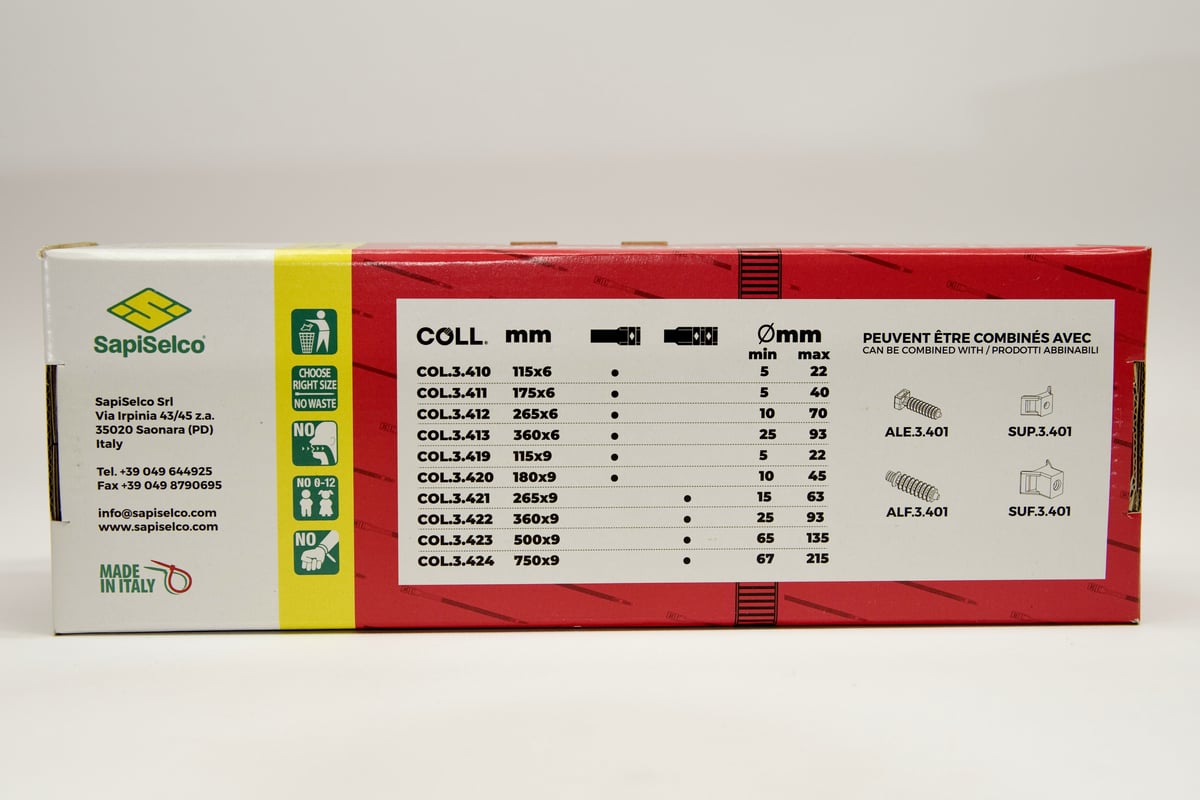 SapiSelco®
SapiSelco Srl
Via Irpinia 43/45 z.a.
35020 Saonara (PD)
Italy
Tel. +39 049 644925
Fax +39 049 8790695
info@sapiselco.com
www.sapiselco.com
MADE
IN ITALY
CHOOSE
RIGHT SIZE
NO WASTE
NO
NO 0-12
NO
COLL. mm Ømm
min max
COL.3.410 115x6 • 5 22
COL.3.411 175x6 • 5 40
COL.3.412 265x6 • 10 70
COL.3.413 360x6 • 25 93
COL.3.419 115x9 • 5 22
COL.3.420 180x9 • 10 45
COL.3.421 265x9 • 15 63
COL.3.422 360x9 • 25 93
COL.3.423 500x9 • 65 135
COL.3.424 750x9 • 67 215
PEUVENT ÊTRE COMBINÉS AVEC
CAN BE COMBINED WITH / PRODOTTI ABBINABILI
ALE.3.401 SUP.3.401
ALF.3.401 SUF.3.401